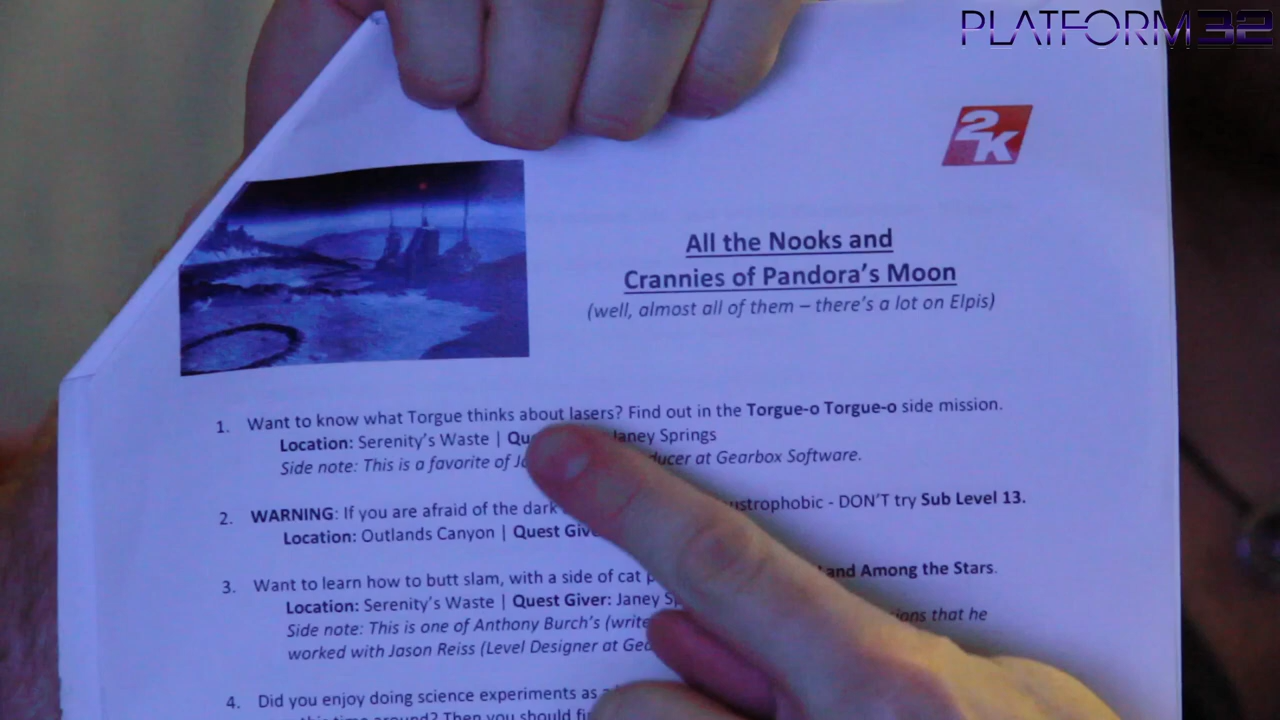 PLATFORM32
2K
All the Nooks and
Crannies of Pandora's Moon
(well, almost all of them – there's a lot on Elpis)
1. Want to know what Torgue thinks about lasers? Find out in the Torgue-o Torgue-o side mission.
Location: Serenity's Waste | Janey Springs
Side note: This is a favorite of at Gearbox Software.
2. WARNING: If you are afraid of the dark - DON'T try Sub Level 13.
Location: Outlands Canyon | Quest
3. Want to learn how to butt slam, with a side of cat and Among the Stars.
Location: Serenity's Waste | Quest Giver: Janey
Side note: This is one of Anthony Burch's that he
worked with Jason Reiss (Level Designer at
4. Did you enjoy doing science experiments as
this time around? Then you should